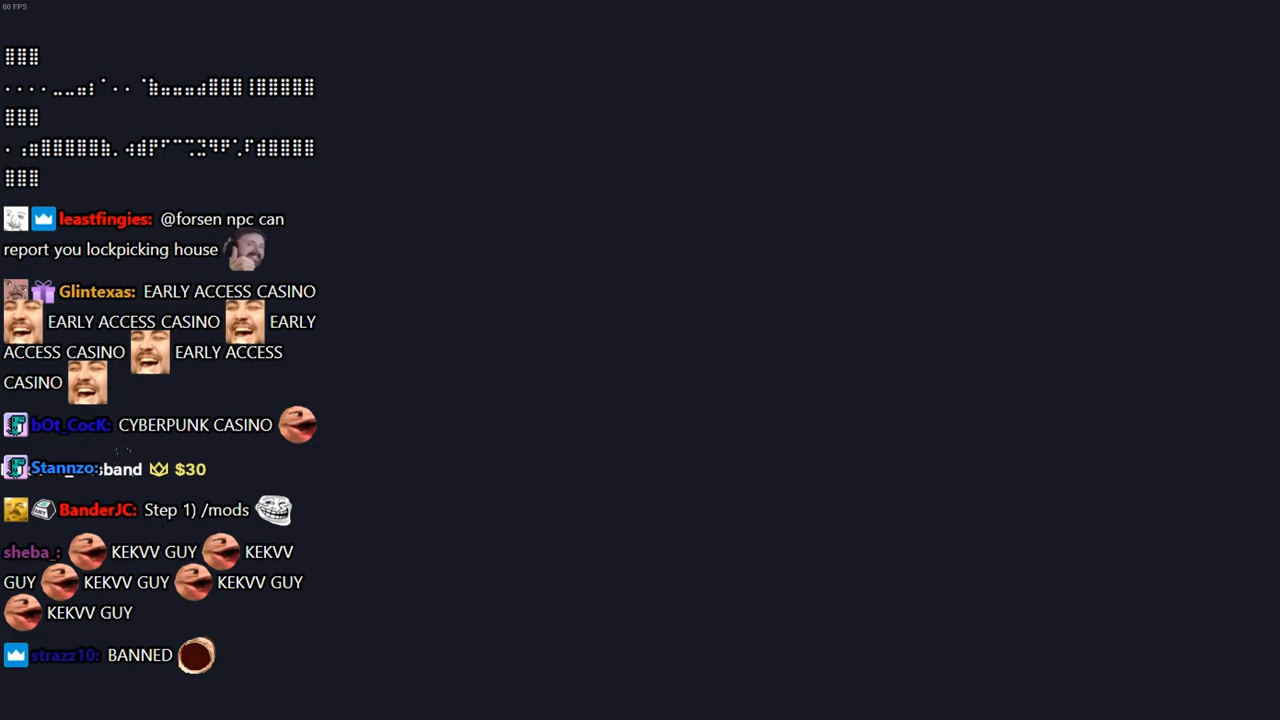 60 FPS
leastfingies: @forsen npc can
report you lockpicking house
Glintexas: EARLY ACCESS CASINO
EARLY ACCESS CASINO EARLY
ACCESS CASINO EARLY ACCESS
CASINO
bOt_CocK: CYBERPUNK CASINO
Stannzo:
sband $30
BanderJC: Step 1) /mods
sheba_: KEKVV GUY KEKVV
GUY KEKVV GUY KEKVV GUY
KEKVV GUY
strazz10: BANNED